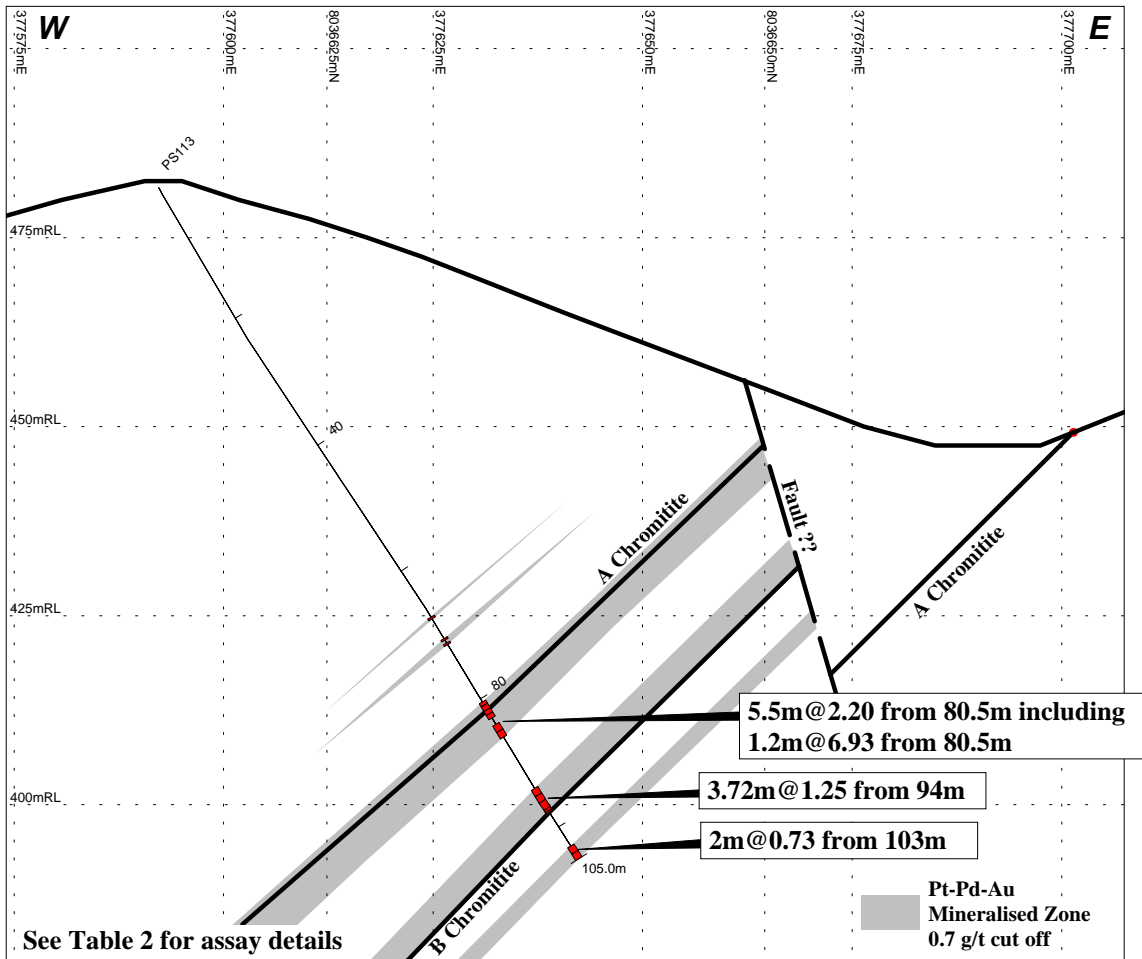 W
E
377575mE
377600mE
8036625mN
377625mE
377650mE
8036650mN
377675mE
377700mE
PS113
475mRL
450mRL
425mRL
400mRL
40
80
105.0m
A Chromitite
Fault ??
A Chromitite
B Chromitite
5.5m@2.20 from 80.5m including
1.2m@6.93 from 80.5m
3.72m@1.25 from 94m
2m@0.73 from 103m
Pt-Pd-Au
Mineralised Zone
0.7 g/t cut off
See Table 2 for assay details